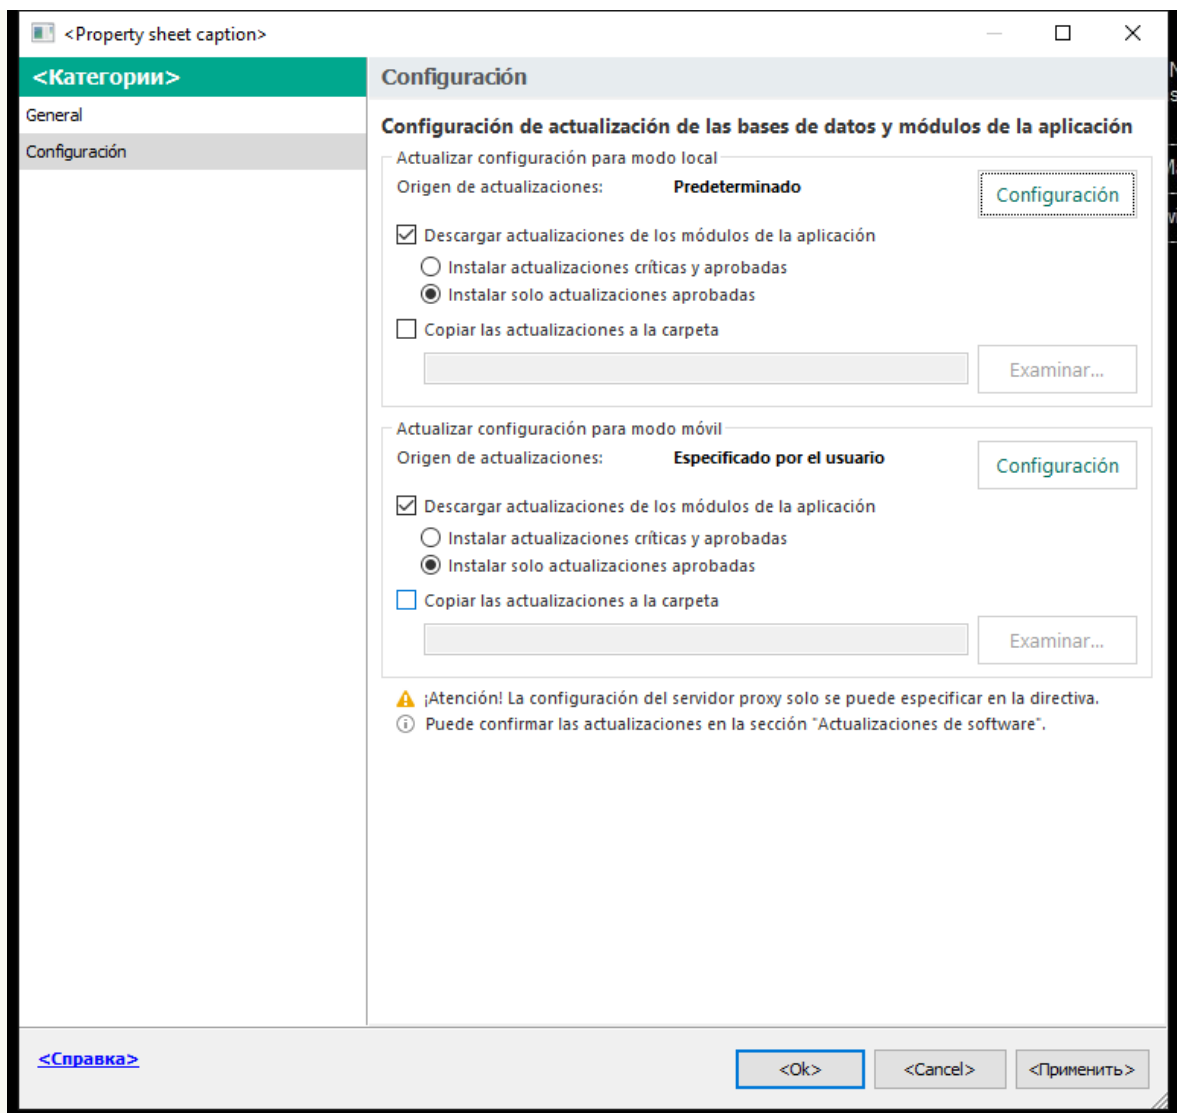 <Property sheet caption>
<Категории>
General
Configuración
Configuración
Configuración de actualización de las bases de datos y módulos de la aplicación
Actualizar configuración para modo local
Origen de actualizaciones: Predeterminado
Configuración
Descargar actualizaciones de los módulos de la aplicación
Instalar actualizaciones críticas y aprobadas
Instalar solo actualizaciones aprobadas
Copiar las actualizaciones a la carpeta
Examinar...
Actualizar configuración para modo móvil
Origen de actualizaciones: Especificado por el usuario
Configuración
Descargar actualizaciones de los módulos de la aplicación
Instalar actualizaciones críticas y aprobadas
Instalar solo actualizaciones aprobadas
Copiar las actualizaciones a la carpeta
Examinar...
¡Atención! La configuración del servidor proxy solo se puede especificar en la directiva.
Puede confirmar las actualizaciones en la sección "Actualizaciones de software".
<Справка>
<Ok> <Cancel> <Применить>